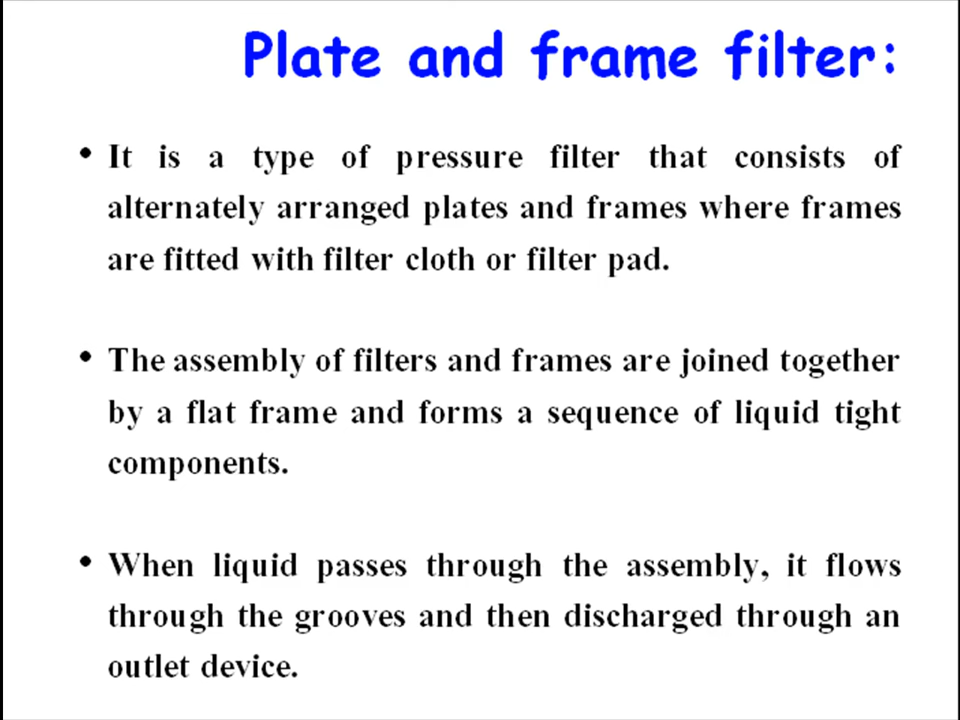 Plate and frame filter:
• It is a type of pressure filter that consists of
alternately arranged plates and frames where frames
are fitted with filter cloth or filter pad.
• The assembly of filters and frames are joined together
by a flat frame and forms a sequence of liquid tight
components.
• When liquid passes through the assembly, it flows
through the grooves and then discharged through an
outlet device.